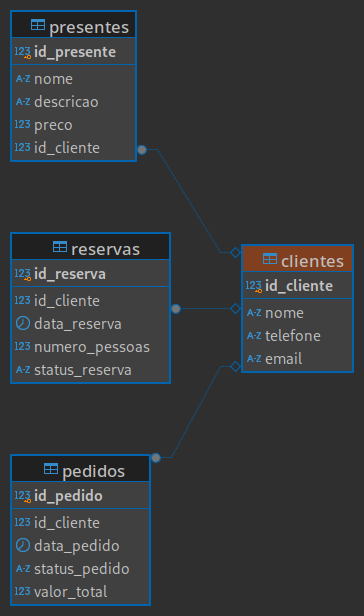 presentes
123 id_presente
A-Z nome
A-Z descricao
123 preco
123 id_cliente
reservas
123 id_reserva
123 id_cliente
data_reserva
123 numero_pessoas
A-Z status_reserva
clientes
123 id_cliente
A-Z nome
A-Z telefone
A-Z email
pedidos
123 id_pedido
123 id_cliente
data_pedido
A-Z status_pedido
123 valor_total